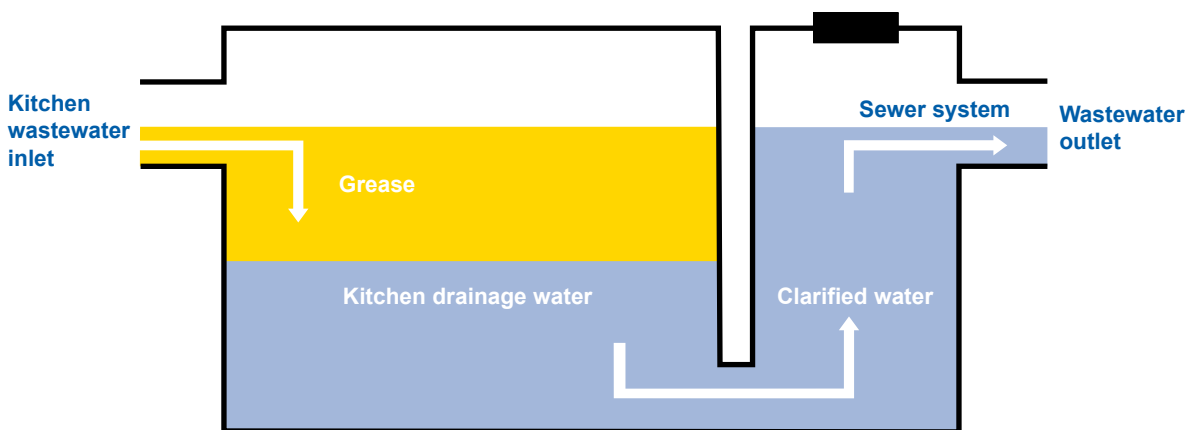 Kitchen
wastewater
inlet
Grease
Kitchen drainage water
Clarified water
Sewer system
Wastewater
outlet